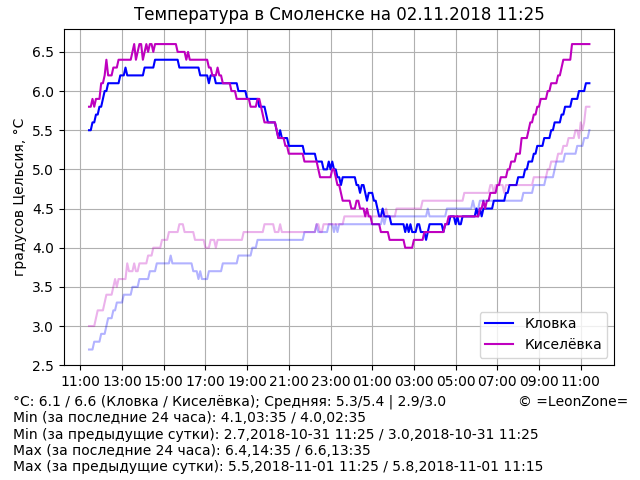 Температура в Смоленске на 02.11.2018 11:25
градусов Цельсия, °C
6.5
6.0
5.5
5.0
4.5
4.0
3.5
3.0
2.5
Кловка
Киселёвка
11:00 13:00 15:00 17:00 19:00 21:00 23:00 01:00 03:00 05:00 07:00 09:00 11:00
°C: 6.1 / 6.6 (Кловка / Киселёвка); Средняя: 5.3/5.4 | 2.9/3.0 © =LeonZone=
Min (за последние 24 часа): 4.1,03:35 / 4.0,02:35
Min (за предыдущие сутки): 2.7,2018-10-31 11:25 / 3.0,2018-10-31 11:25
Max (за последние 24 часа): 6.4,14:35 / 6.6,13:35
Max (за предыдущие сутки): 5.5,2018-11-01 11:25 / 5.8,2018-11-01 11:15